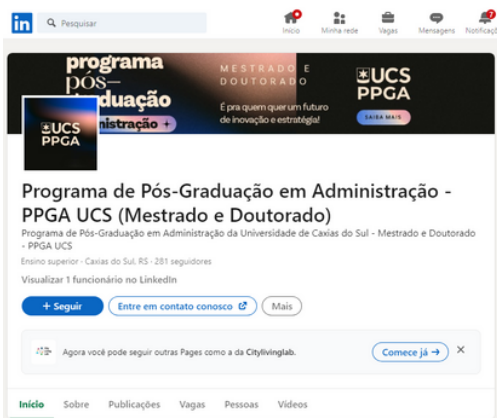 in
Pesquisar
Início
Minha rede
Vagas
Mensagens
Notificaç
programa
pós-
duação
nistração +
MESTRADO E
DOUTORADO
É pra quem quer um futuro
de inovação e estratégia!
UCS
PPGA
SAIBA MAIS
UCS
PPGA
Programa de Pós-Graduação em Administração -
PPGA UCS (Mestrado e Doutorado)
Programa de Pós-Graduação em Administração da Universidade de Caxias do Sul - Mestrado e Doutorado
- PPGA UCS
Ensino superior · Caxias do Sul, RS · 281 seguidores
Visualizar 1 funcionário no LinkedIn
+ Seguir
Entre em contato conosco
Mais
Agora você pode seguir outras Pages como a da Citylivinglab.
Comece já →
Início
Sobre
Publicações
Vagas
Pessoas
Vídeos